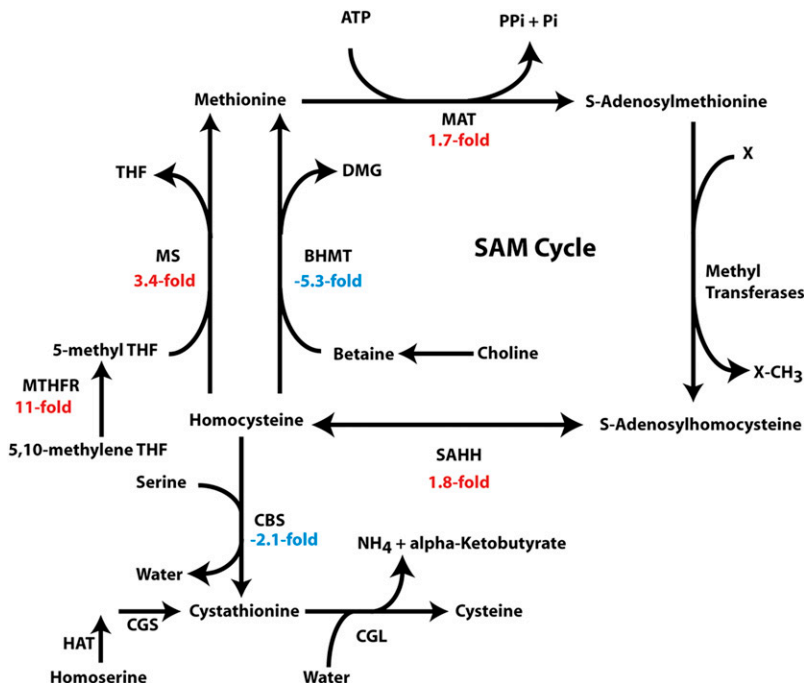 ATP
PPi + Pi
Methionine
S-Adenosylmethionine
MAT
1.7-fold
THF
DMG
X
MS
3.4-fold
BHMT
-5.3-fold
SAM Cycle
Methyl
Transferases
5-methyl THF
Betaine
Choline
X-CH3
MTHFR
11-fold
Homocysteine
S-Adenosylhomocysteine
5,10-methylene THF
SAHH
1.8-fold
Serine
CBS
-2.1-fold
NH4 + alpha-Ketobutyrate
Water
Cystathionine
Cysteine
CGS
CGL
HAT
Homoserine
Water